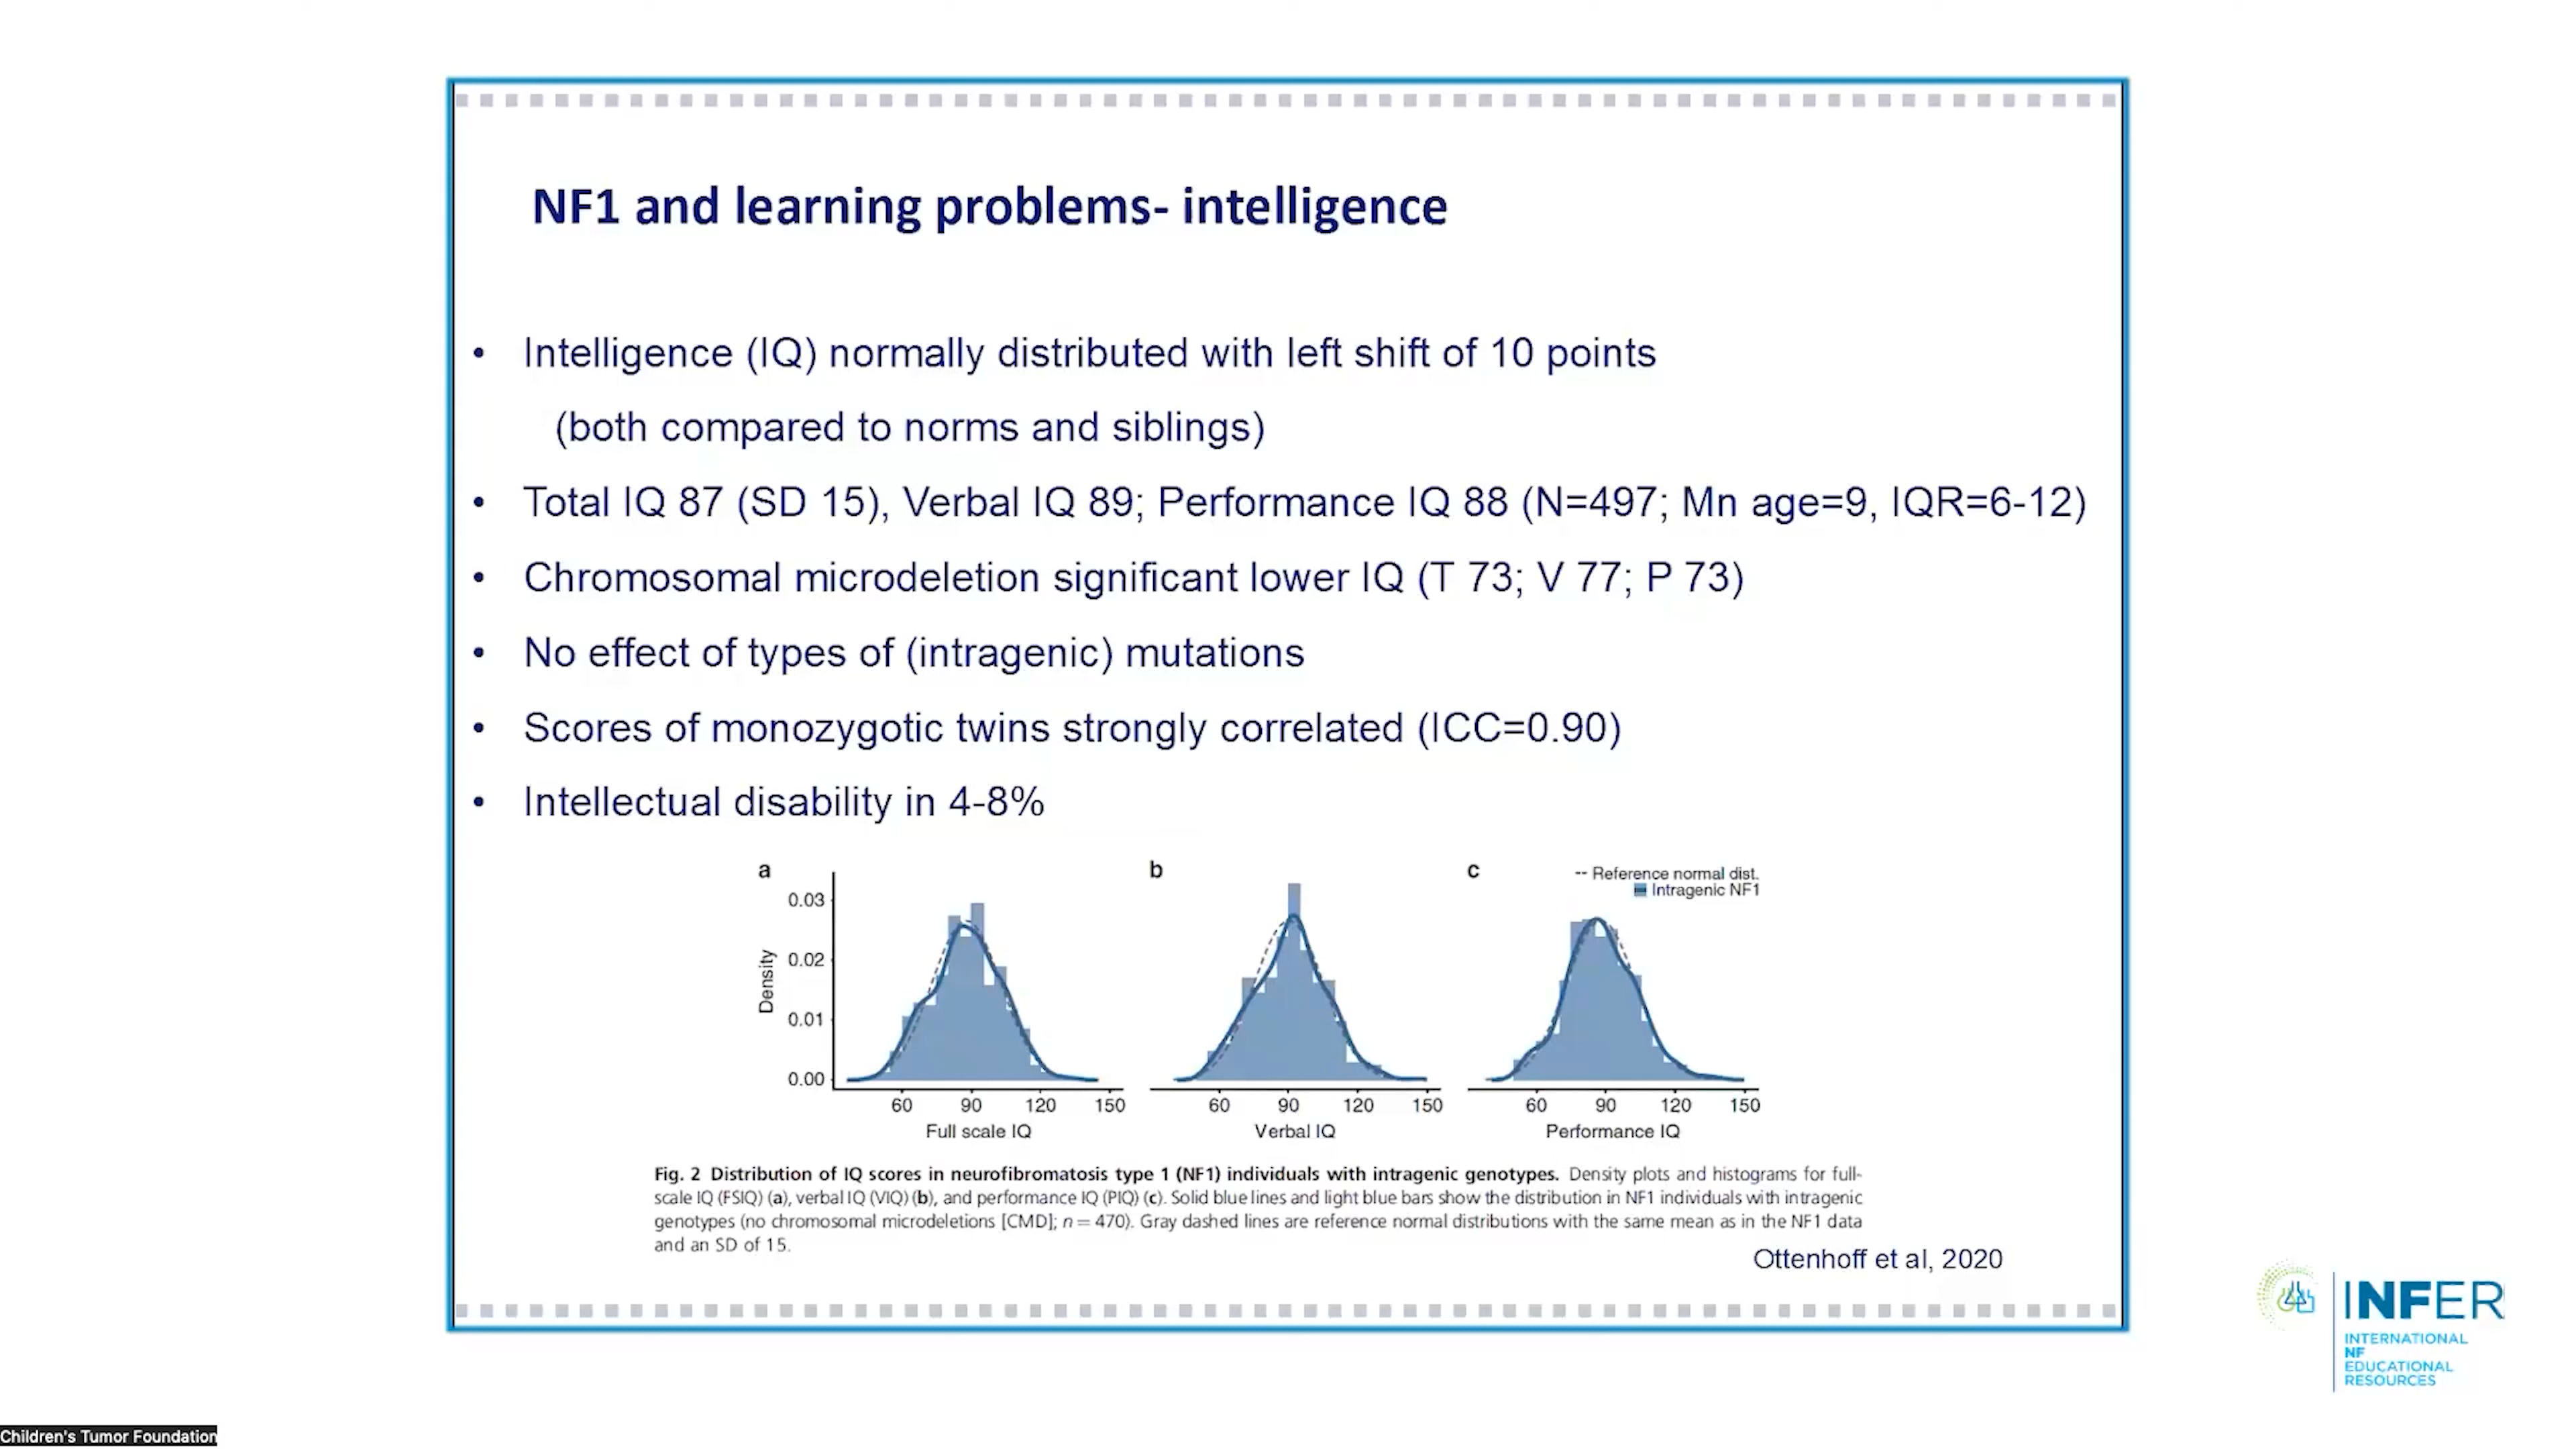 NF1 and learning problems- intelligence
• Intelligence (IQ) normally distributed with left shift of 10 points
(both compared to norms and siblings)
• Total IQ 87 (SD 15), Verbal IQ 89; Performance IQ 88 (N=497; Mn age=9, IQR=6-12)
• Chromosomal microdeletion significant lower IQ (T 73; V 77; P 73)
• No effect of types of (intragenic) mutations
• Scores of monozygotic twins strongly correlated (ICC=0.90)
• Intellectual disability in 4-8%
a
b
c
-- Reference normal dist.
Intragenic NF1
Density
0.03
0.02
0.01
0.00
60 90 120 150
60 90 120 150
60 90 120 150
Full scale IQ
Verbal IQ
Performance IQ
Fig. 2 Distribution of IQ scores in neurofibromatosis type 1 (NF1) individuals with intragenic genotypes. Density plots and histograms for full-
scale IQ (FSIQ) (a), verbal IQ (VIQ) (b), and performance IQ (PIQ) (c). Solid blue lines and light blue bars show the distribution in NF1 individuals with intragenic
genotypes (no chromosomal microdeletions [CMD]; n = 470). Gray dashed lines are reference normal distributions with the same mean as in the NF1 data
and an SD of 15.
Ottenhoff et al, 2020
INFER
INTERNATIONAL
NF
EDUCATIONAL
RESOURCES
Children's Tumor Foundation